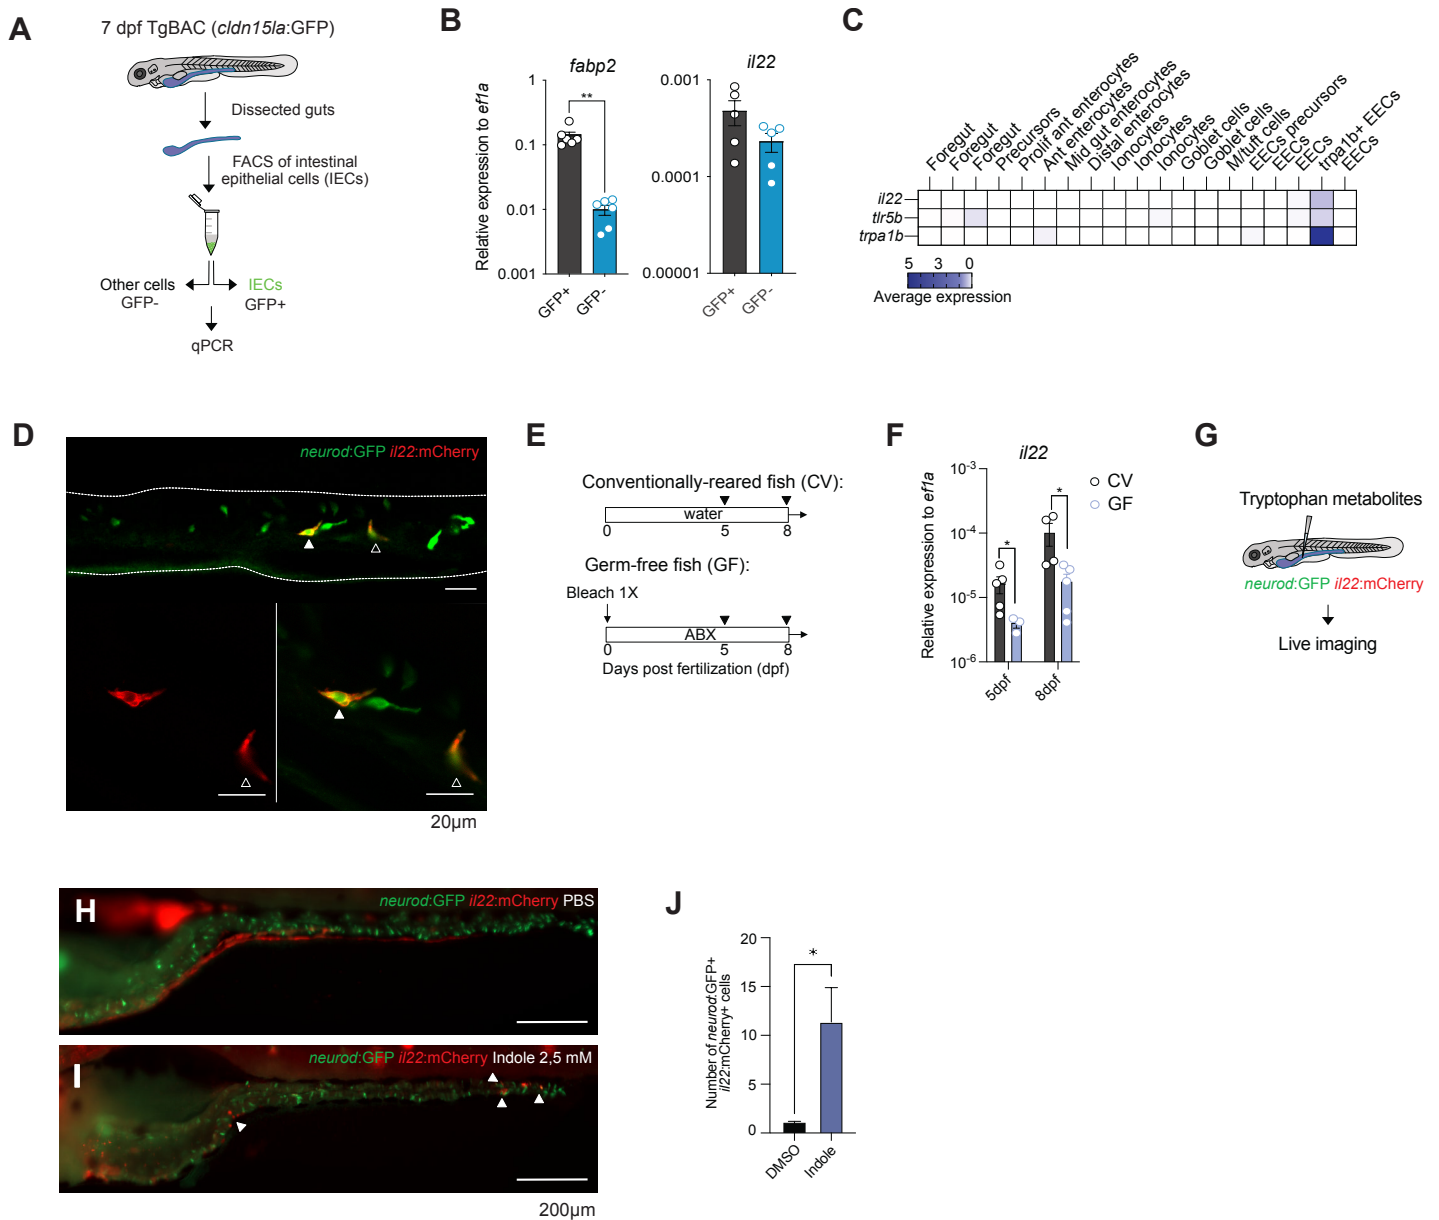 A
7 dpf TgBAC (cldn15la:GFP)
Dissected guts
FACS of intestinal
epithelial cells (IECs)
Other cells
GFP-
IECs
GFP+
qPCR
B
fabp2
Relative expression to ef1a
1
0.1
0.01
0.001
**
GFP+
GFP-
il22
0.001
0.0001
0.00001
GFP+
GFP-
C
Foregut
Foregut
Foregut
Precursors
Prolif ant enterocytes
Ant enterocytes
Mid gut enterocytes
Distal enterocytes
Ionocytes
Ionocytes
Ionocytes
Goblet cells
Goblet cells
M/tuft cells
EECs precursors
EECs
EECs
trpa1b+ EECs
EECs
il22
tlr5b
trpa1b
5 3 0
Average expression
D
neurod:GFP il22:mCherry
20µm
E
Conventionally-reared fish (CV):
water
0 5 8
Germ-free fish (GF):
Bleach 1X
ABX
0 5 8
Days post fertilization (dpf)
F
il22
Relative expression to ef1a
10-3
10-4
10-5
10-6
*
*
CV
GF
5dpf
8dpf
G
Tryptophan metabolites
neurod:GFP il22:mCherry
Live imaging
H
neurod:GFP il22:mCherry PBS
I
neurod:GFP il22:mCherry Indole 2,5 mM
200µm
J
Number of neurod:GFP+
il22:mCherry+ cells
20
15
10
5
0
*
DMSO
Indole